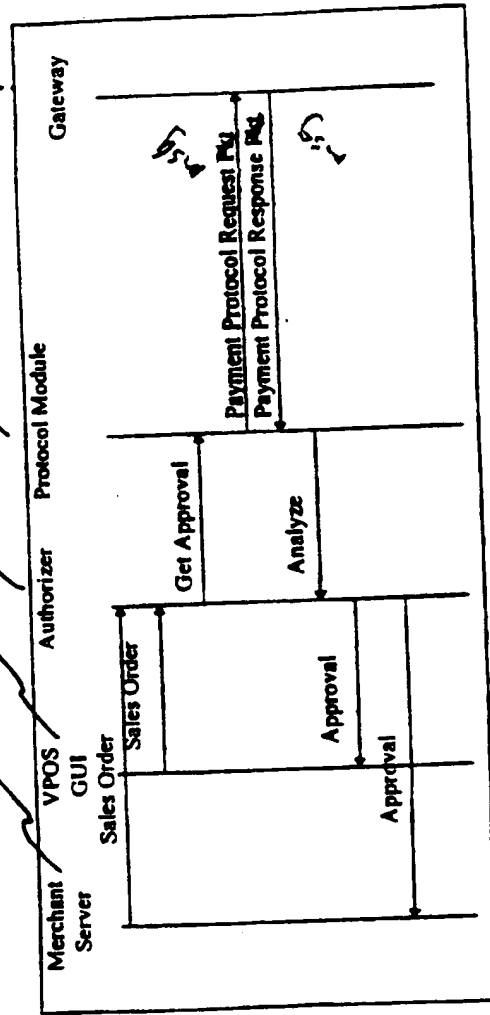 Merchant
Server
VPOS
GUI
Authorizer
Protocol Module
Gateway
Sales Order
Sales Order
Get Approval
Payment Protocol Request Pkt
Payment Protocol Response Pkt
Analyze
Approval
Approval